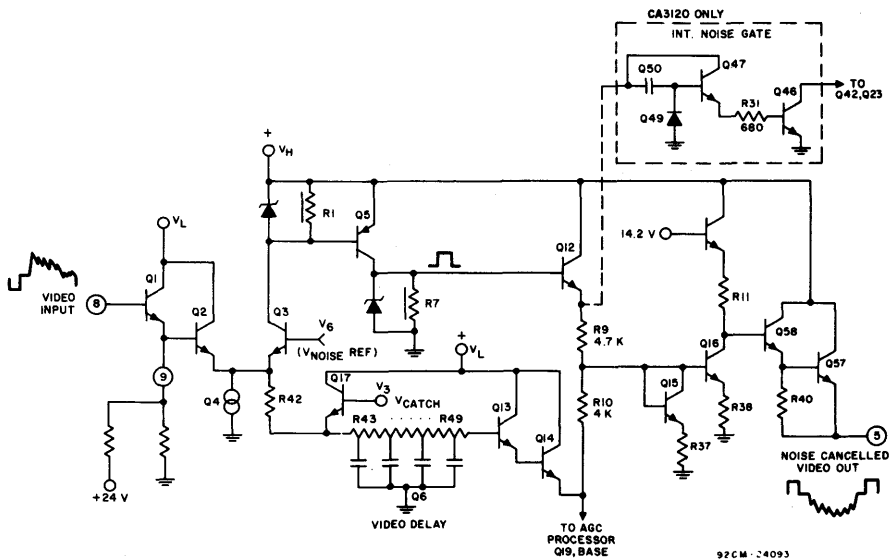 CA3120 ONLY
INT. NOISE GATE
Q50
Q47
TO
Q42,Q23
Q46
R31
680
Q49
+
VH
R1
Q5
VL
Q12
14.2 V
Q1
R11
VIDEO
INPUT
8
Q2
Q3
R7
V6
(VNOISE REF)
R9
4.7 K
Q58
Q57
+
VL
Q16
9
Q4
R42
Q17
V3
VCATCH
Q15
R40
R43
. . . . . .
R49
Q13
R10
4 K
R38
R37
5
Q14
+24 V
Q6
NOISE CANCELLED
VIDEO OUT
VIDEO DELAY
TO AGC
PROCESSOR
Q19, BASE
92CM-24093